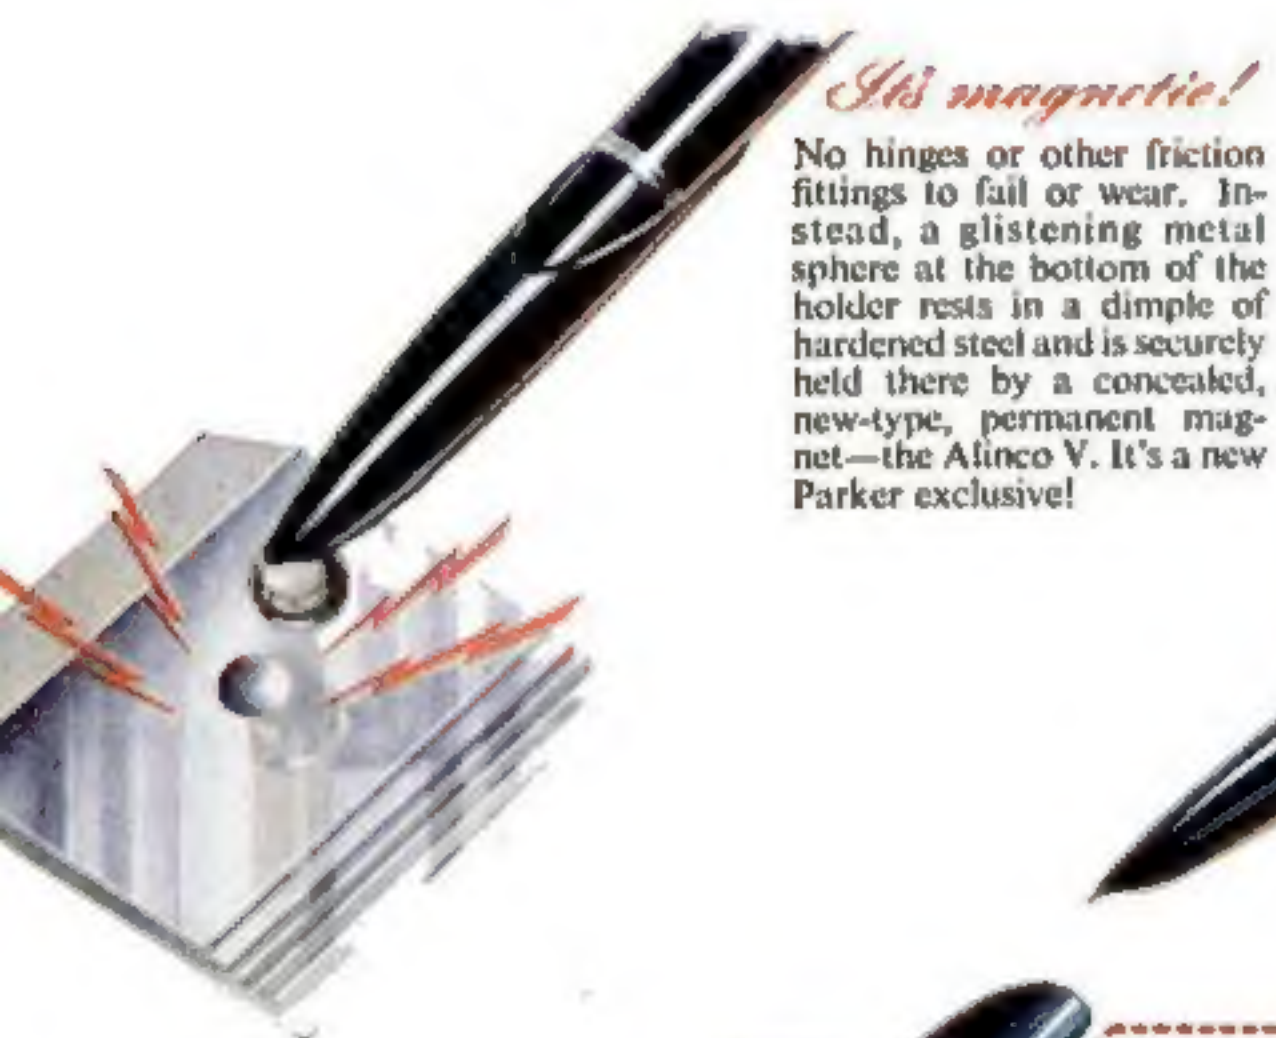 It's magnetic!
No hinges or other friction
fittings to fail or wear. In-
stead, a glistening metal
sphere at the bottom of the
holder rests in a dimple of
hardened steel and is securely
held there by a concealed,
new-type, permanent mag-
net—the Alinco V. It's a new
Parker exclusive!